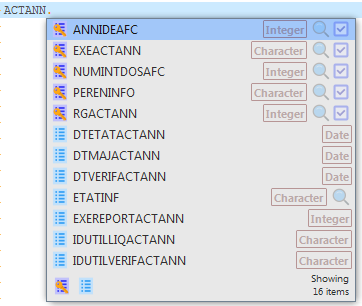 ACTANN.
ANNIDEAFC Integer
EXEACTANN Character
NUMINTDOSAFC Integer
PERENINFO Character
RGACTANN Integer
DTETATACTANN Date
DTMAJACTANN Date
DTVERIFACTANN Date
ETATINF Character
EXEREPORTACTANN Integer
IDUTILLIQACTANN Character
IDUTILVERIFACTANN Character
Showing
16 items